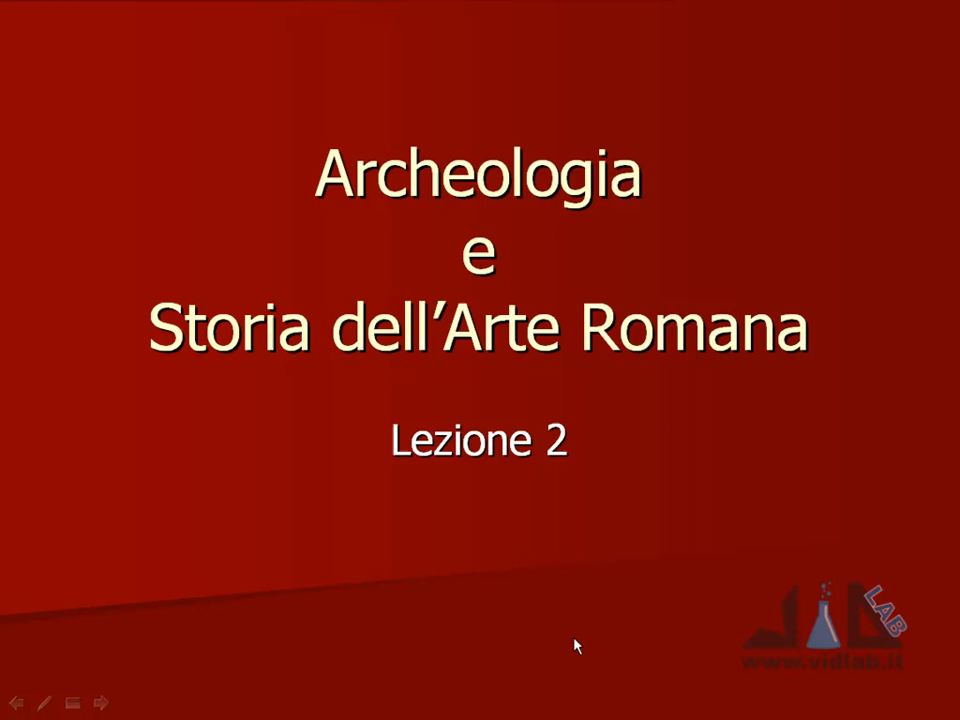 Archeologia
e
Storia dell’Arte Romana
Lezione 2
LAB
www.vidlab.it